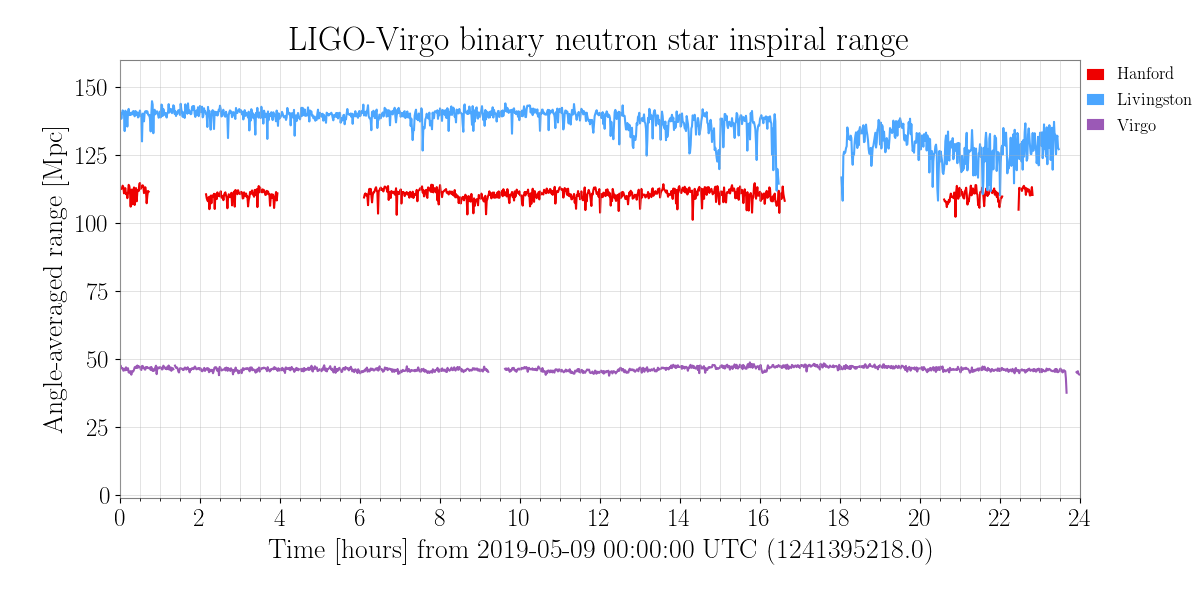 LIGO-Virgo binary neutron star inspiral range
Hanford
Livingston
Virgo
Angle-averaged range [Mpc]
150
125
100
75
50
25
0
0 2 4 6 8 10 12 14 16 18 20 22 24
Time [hours] from 2019-05-09 00:00:00 UTC (1241395218.0)